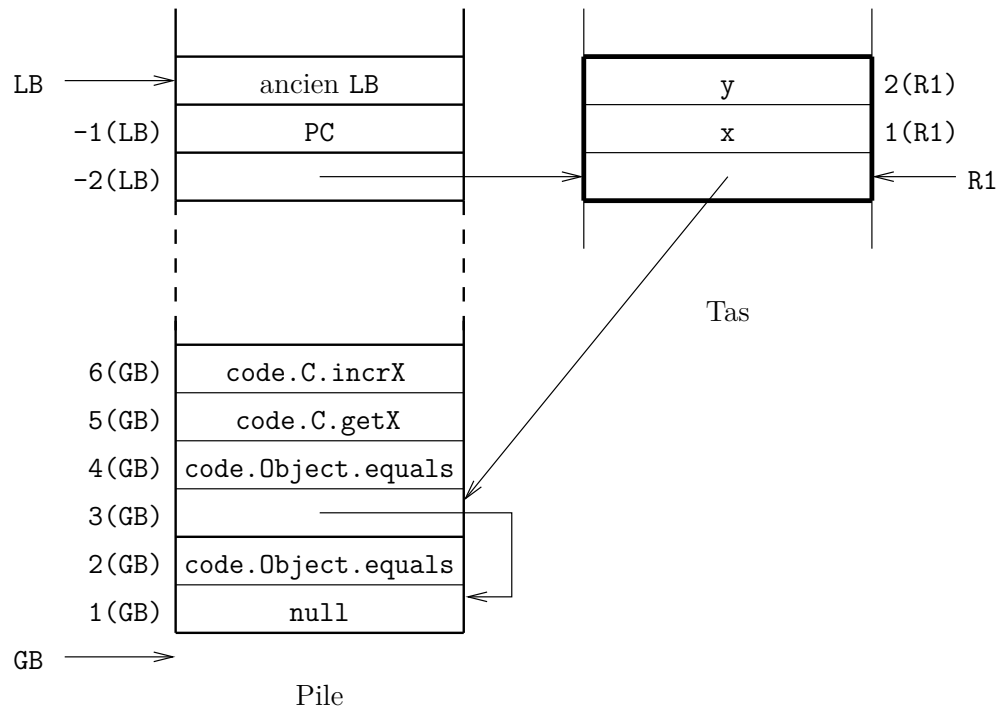 LB ancien LB y 2(R1)
-1(LB) PC x 1(R1)
-2(LB) R1
Tas
6(GB) code.C.incrX
5(GB) code.C.getX
4(GB) code.Object.equals
3(GB)
2(GB) code.Object.equals
1(GB) null
GB
Pile